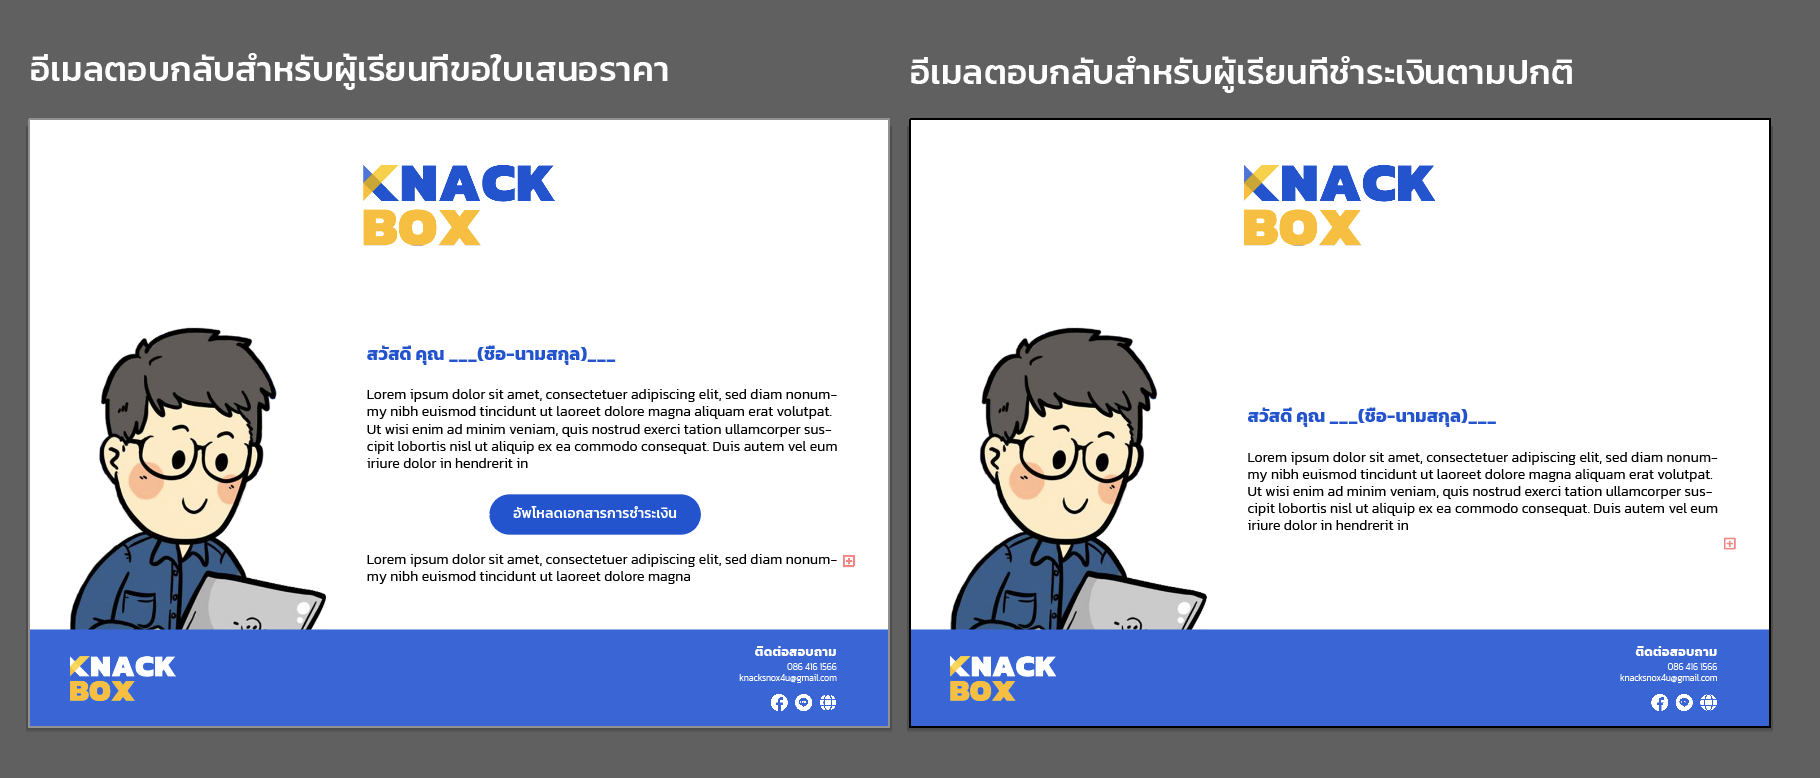 อีเมลตอบกลับสำหรับผู้เรียนที่ขอใบเสนอราคา
KNACK
BOX
สวัสดี คุณ ___(ชื่อ-นามสกุล)___
Lorem ipsum dolor sit amet, consectetuer adipiscing elit, sed diam nonum-
my nibh euismod tincidunt ut laoreet dolore magna aliquam erat volutpat.
Ut wisi enim ad minim veniam, quis nostrud exerci tation ullamcorper sus-
cipit lobortis nisl ut aliquip ex ea commodo consequat. Duis autem vel eum
iriure dolor in hendrerit in
อัพโหลดเอกสารการชำระเงิน
Lorem ipsum dolor sit amet, consectetuer adipiscing elit, sed diam nonum-
my nibh euismod tincidunt ut laoreet dolore magna
KNACK
BOX
ติดต่อสอบถาม
086 416 1566
knacksnox4u@gmail.com
อีเมลตอบกลับสำหรับผู้เรียนที่ชำระเงินตามปกติ
KNACK
BOX
สวัสดี คุณ ___(ชื่อ-นามสกุล)___
Lorem ipsum dolor sit amet, consectetuer adipiscing elit, sed diam nonum-
my nibh euismod tincidunt ut laoreet dolore magna aliquam erat volutpat.
Ut wisi enim ad minim veniam, quis nostrud exerci tation ullamcorper sus-
cipit lobortis nisl ut aliquip ex ea commodo consequat. Duis autem vel eum
iriure dolor in hendrerit in
KNACK
BOX
ติดต่อสอบถาม
086 416 1566
knacksnox4u@gmail.com